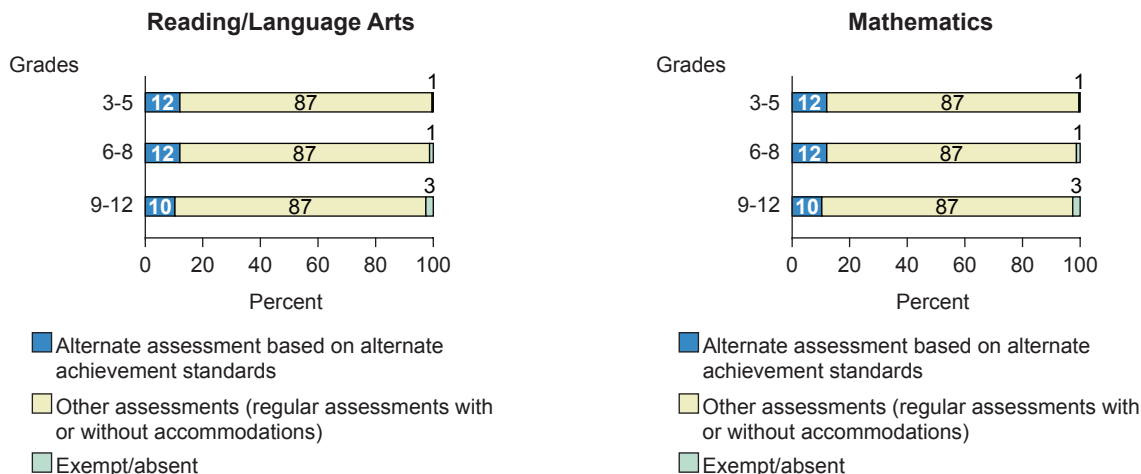 Reading/Language Arts
Grades
1
3-5 12 87
1
6-8 12 87
3
9-12 10 87
0 20 40 60 80 100
Percent
Alternate assessment based on alternate
achievement standards
Other assessments (regular assessments with
or without accommodations)
Exempt/absent
Mathematics
Grades
1
3-5 12 87
1
6-8 12 87
3
9-12 10 87
0 20 40 60 80 100
Percent
Alternate assessment based on alternate
achievement standards
Other assessments (regular assessments with
or without accommodations)
Exempt/absent